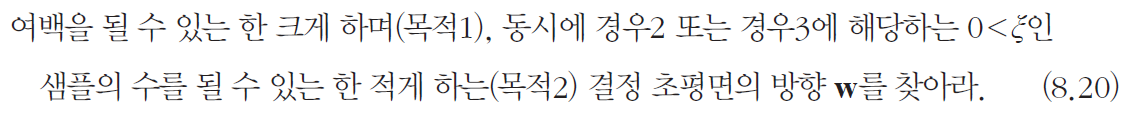 여백을 될 수 있는 한 크게 하며(목적1), 동시에 경우2 또는 경우3에 해당하는 0<ξ인
샘플의 수를 될 수 있는 한 적게 하는(목적2) 결정 초평면의 방향 w를 찾아라. (8.20)